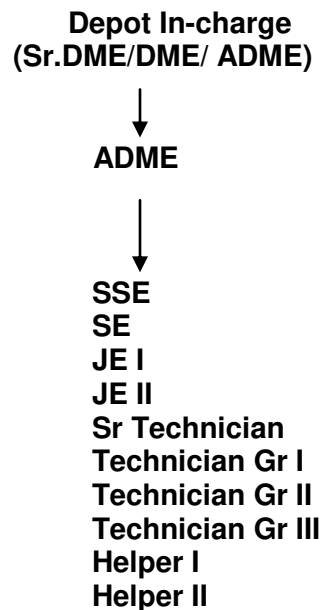 Depot In-charge
(Sr.DME/DME/ ADME)
ADME
SSE
SE
JE I
JE II
Sr Technician
Technician Gr I
Technician Gr II
Technician Gr III
Helper I
Helper II